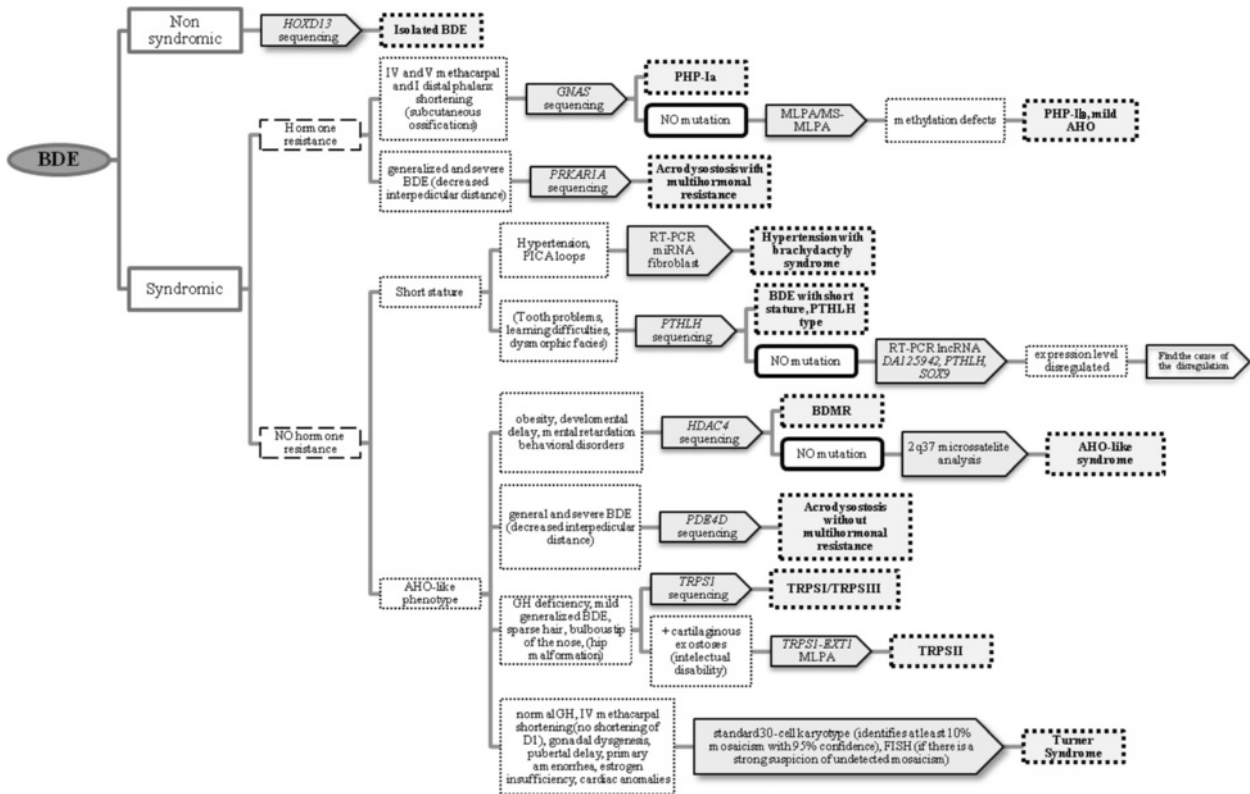 Non
syndromic
HOXD13
sequencing
Isolated BDE
IV and V methacarpal
and I distal phalanx
shortening
(subcutaneous
ossifications)
GNAS
sequencing
PHP-Ia
NO mutation
MLPA/MS-
MLPA
methylation defects
PHP-Ib, mild
AHO
Hormone
resistance
BDE
generalized and severe
BDE (decreased
interpedicular distance)
PRKAR1A
sequencing
Acrodysostosis with
multihormonal
resistance
Syndromic
Short stature
Hypertension,
PICA loops
RT-PCR
miRNA
fibroblast
Hypertension with
brachydactyly
syndrome
(Tooth problems,
learning difficulties,
dysmorphic facies)
PTHLH
sequencing
BDE with short
stature, PTHLH
type
NO mutation
RT-PCR lncRNA
DA125942, PTHLH,
SOX9
expression level
disregulated
Find the cause of
the disregulation
NO hormone
resistance
obesity, develomental
delay, mental retardation
behavioral disorders
HDAC4
sequencing
BDMR
NO mutation
2q37 microssatelite
analysis
AHO-like
syndrome
general and severe BDE
(decreased interpedicular
distance)
PDE4D
sequencing
Acrodysostosis
without
multihormonal
resistance
AHO-like
phenotype
GH deficiency, mild
generalized BDE,
sparse hair, bulbous tip
of the nose, (hip
malformation)
TRPS1
sequencing
TRPSI/TRPSIII
+ cartilaginous
exostoses
(intelectual
disability)
TRPS1-EXT1
MLPA
TRPSII
normal GH, IV methacarpal
shortening (no shortening of
D1), gonadal dysgenesis,
pubertal delay, primary
amenorrhea, estrogen
insufficiency, cardiac anomalies
standard 30-cell karyotype (identifies at least 10%
mosaicism with 95% confidence), FISH (if there is a
strong suspicion of undetected mosaicism)
Turner
Syndrome